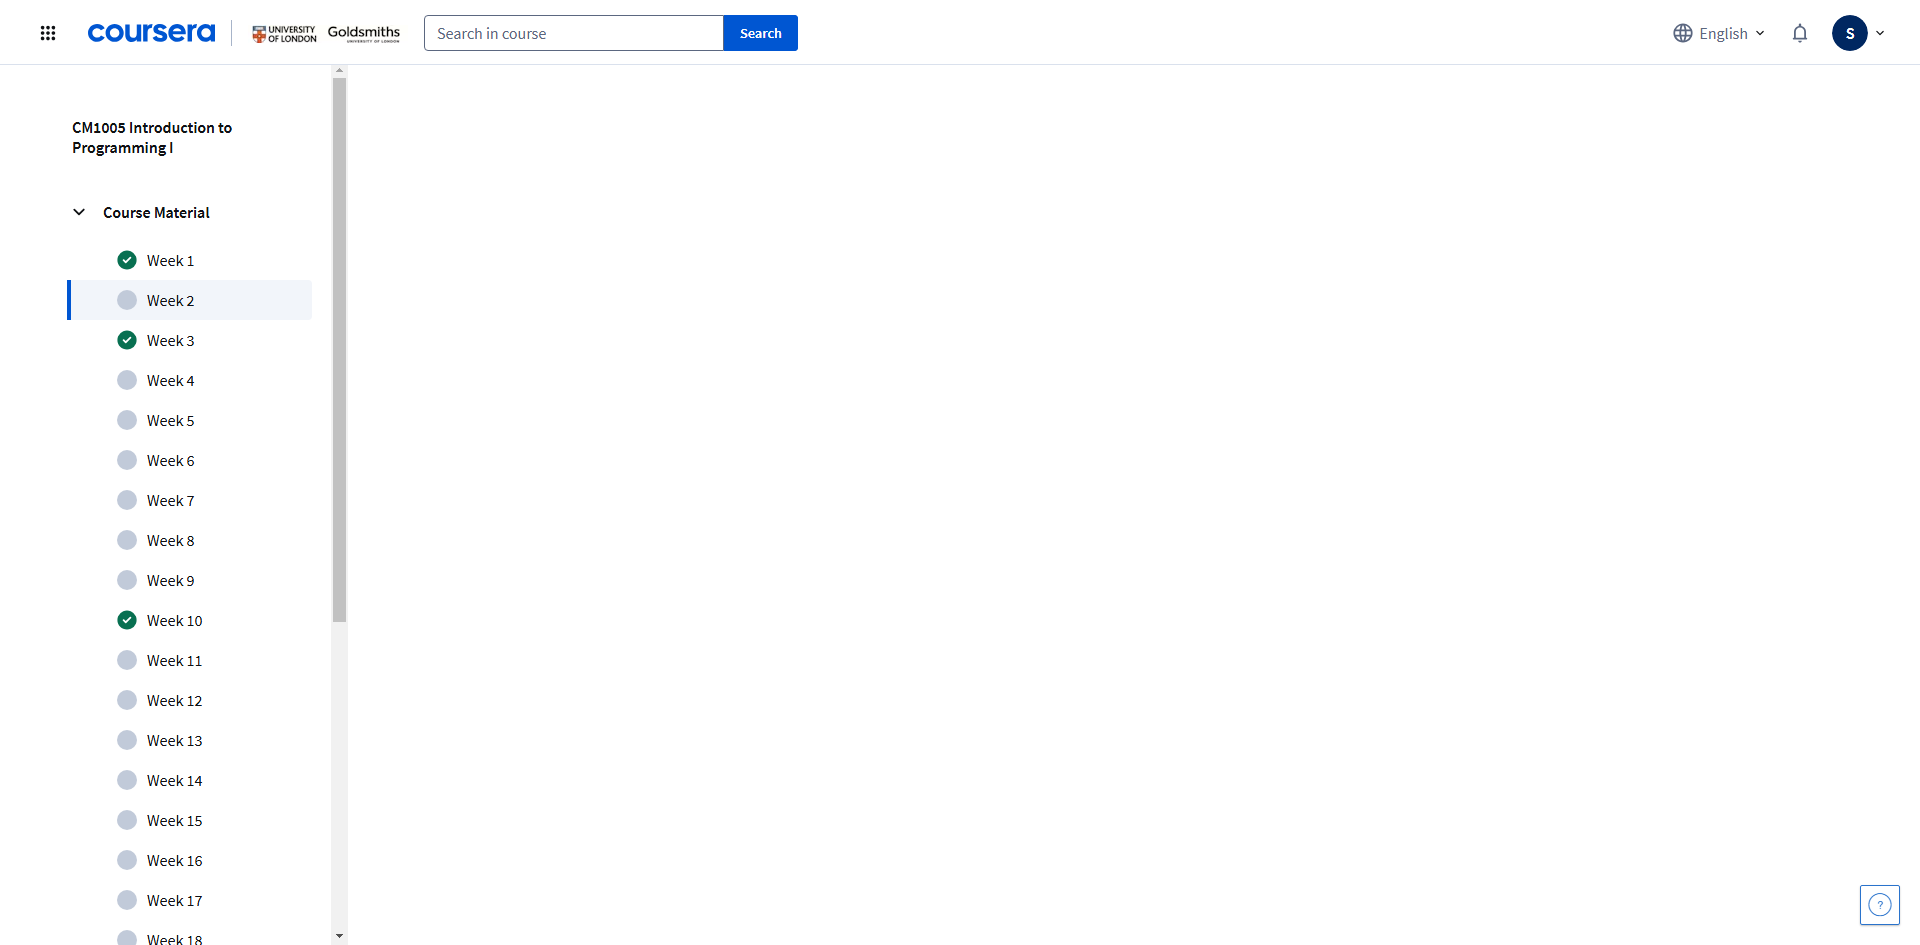 coursera
UNIVERSITY
OF LONDON
Goldsmiths
UNIVERSITY OF LONDON
Search in course
Search
English
S
CM1005 Introduction to
Programming I
Course Material
Week 1
Week 2
Week 3
Week 4
Week 5
Week 6
Week 7
Week 8
Week 9
Week 10
Week 11
Week 12
Week 13
Week 14
Week 15
Week 16
Week 17
Week 18
?